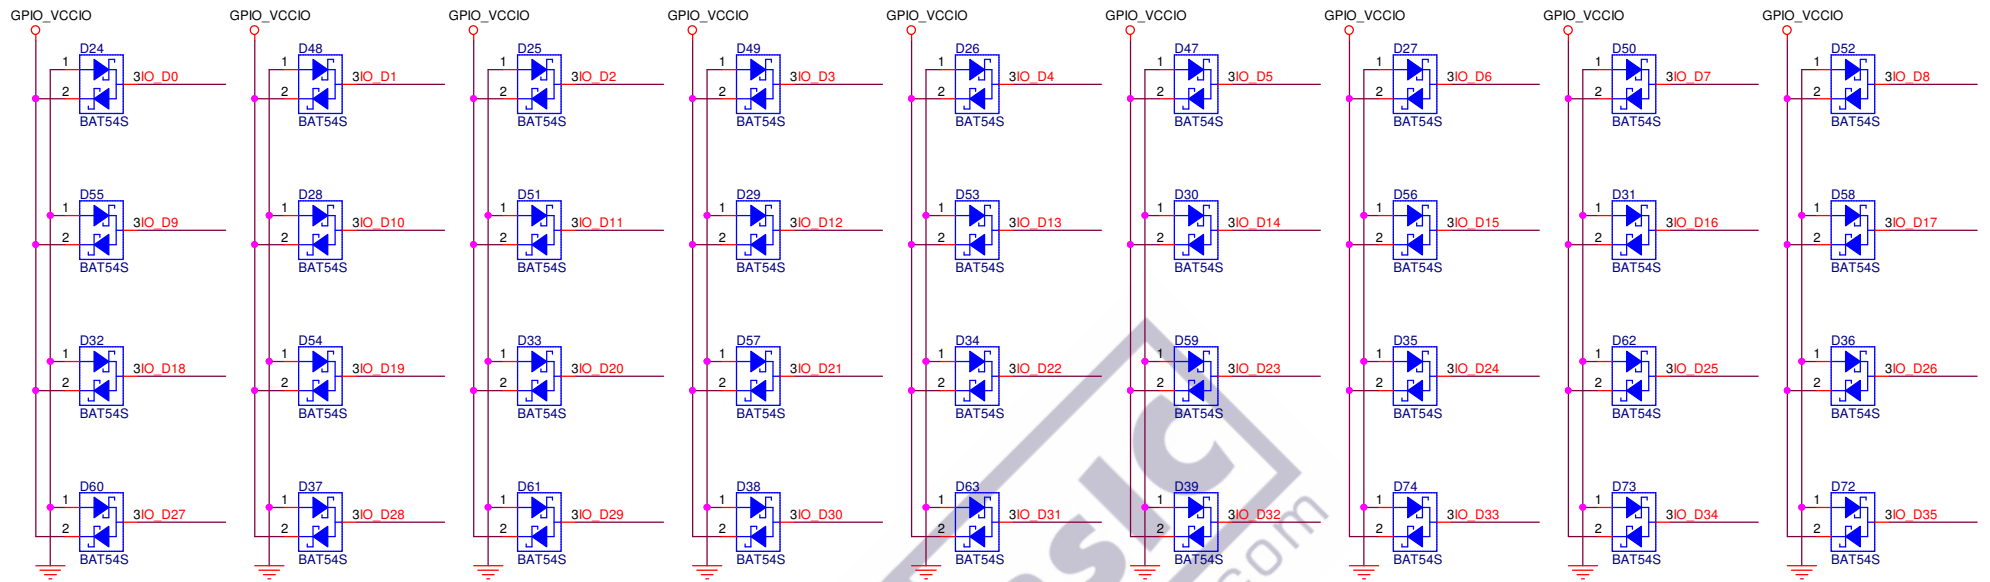 GPIO_VCCIO GPIO_VCCIO GPIO_VCCIO GPIO_VCCIO GPIO_VCCIO GPIO_VCCIO GPIO_VCCIO GPIO_VCCIO GPIO_VCCIO
D24 D48 D25 D49 D26 D47 D27 D50 D52
1 3IO_D0 1 3IO_D1 1 3IO_D2 1 3IO_D3 1 3IO_D4 1 3IO_D5 1 3IO_D6 1 3IO_D7 1 3IO_D8
2 2 2 2 2 2 2 2 2
BAT54S BAT54S BAT54S BAT54S BAT54S BAT54S BAT54S BAT54S BAT54S
D55 D28 D51 D29 D53 D30 D56 D31 D58
1 3IO_D9 1 3IO_D10 1 3IO_D11 1 3IO_D12 1 3IO_D13 1 3IO_D14 1 3IO_D15 1 3IO_D16 1 3IO_D17
2 2 2 2 2 2 2 2 2
BAT54S BAT54S BAT54S BAT54S BAT54S BAT54S BAT54S BAT54S BAT54S
D32 D54 D33 D57 D34 D59 D35 D62 D36
1 3IO_D18 1 3IO_D19 1 3IO_D20 1 3IO_D21 1 3IO_D22 1 3IO_D23 1 3IO_D24 1 3IO_D25 1 3IO_D26
2 2 2 2 2 2 2 2 2
BAT54S BAT54S BAT54S BAT54S BAT54S BAT54S BAT54S BAT54S BAT54S
D60 D37 D61 D38 D63 D39 D74 D73 D72
1 3IO_D27 1 3IO_D28 1 3IO_D29 1 3IO_D30 1 3IO_D31 1 3IO_D32 1 3IO_D33 1 3IO_D34 1 3IO_D35
2 2 2 2 2 2 2 2 2
BAT54S BAT54S BAT54S BAT54S BAT54S BAT54S BAT54S BAT54S BAT54S
sIC
com